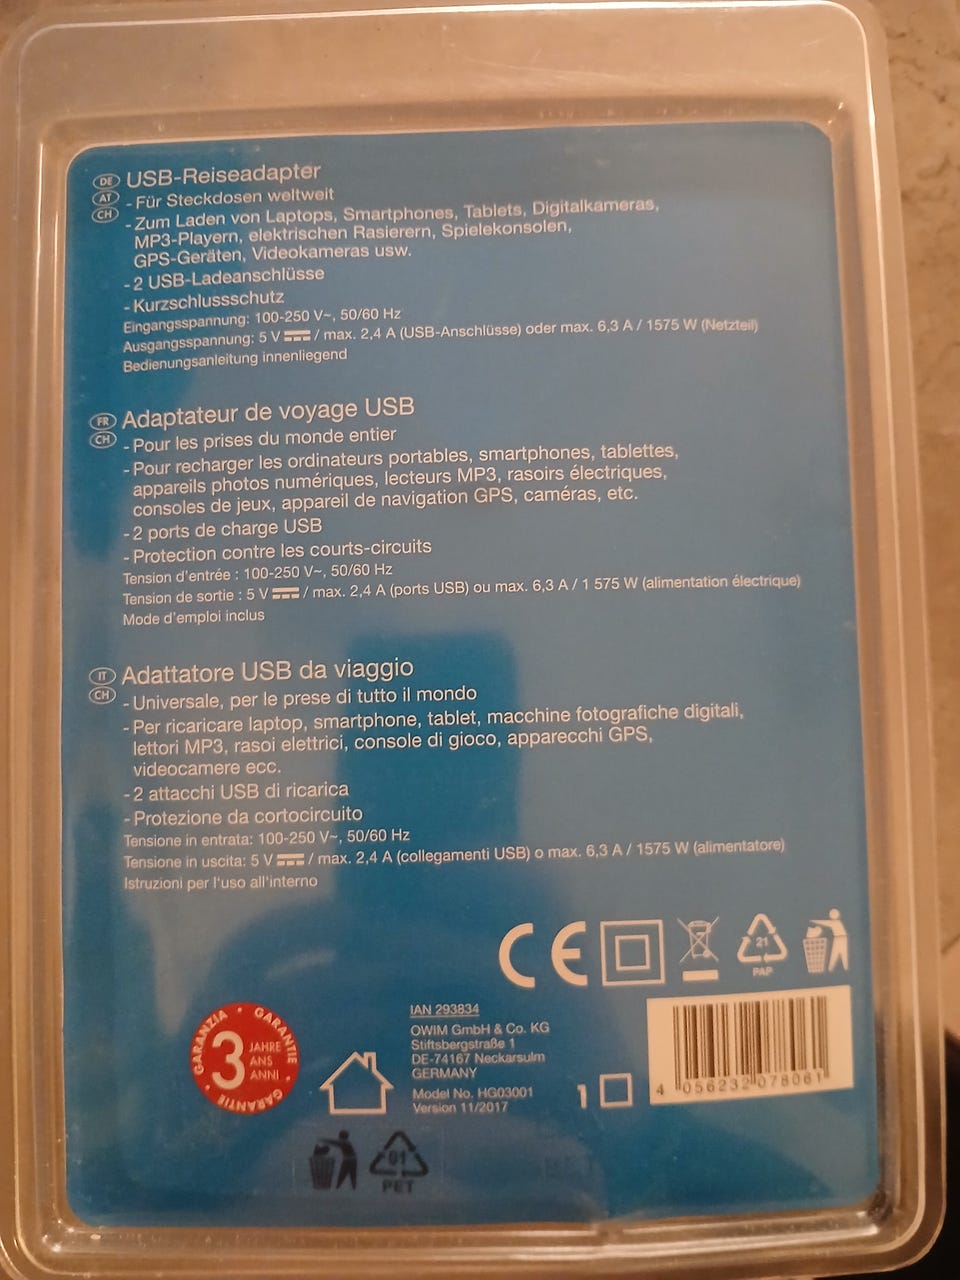 DE AT CH
USB-Reiseadapter
- Für Steckdosen weltweit
- Zum Laden von Laptops, Smartphones, Tablets, Digitalkameras,
MP3-Playern, elektrischen Rasierern, Spielekonsolen,
GPS-Geräten, Videokameras usw.
- 2 USB-Ladeanschlüsse
- Kurzschlussschutz
Eingangsspannung: 100-250 V~, 50/60 Hz
Ausgangsspannung: 5 V ⎓ / max. 2,4 A (USB-Anschlüsse) oder max. 6,3 A / 1575 W (Netzteil)
Bedienungsanleitung innenliegend
FR CH
Adaptateur de voyage USB
- Pour les prises du monde entier
- Pour recharger les ordinateurs portables, smartphones, tablettes,
appareils photos numériques, lecteurs MP3, rasoirs électriques,
consoles de jeux, appareil de navigation GPS, caméras, etc.
- 2 ports de charge USB
- Protection contre les courts-circuits
Tension d'entrée : 100-250 V~, 50/60 Hz
Tension de sortie : 5 V ⎓ / max. 2,4 A (ports USB) ou max. 6,3 A / 1 575 W (alimentation électrique)
Mode d'emploi inclus
IT CH
Adattatore USB da viaggio
- Universale, per le prese di tutto il mondo
- Per ricaricare laptop, smartphone, tablet, macchine fotografiche digitali,
lettori MP3, rasoi elettrici, console di gioco, apparecchi GPS,
videocamere ecc.
- 2 attacchi USB di ricarica
- Protezione da cortocircuito
Tensione in entrata: 100-250 V~, 50/60 Hz
Tensione in uscita: 5 V ⎓ / max. 2,4 A (collegamenti USB) o max. 6,3 A / 1575 W (alimentatore)
Istruzioni per l'uso all'interno
CE
21
PAP
GARANZIA • GARANTIE • GARANTIE •
3 JAHRE
ANS
ANNI
IAN 293834
OWIM GmbH & Co. KG
Stiftsbergstraße 1
DE-74167 Neckarsulm
GERMANY
Model No. HG03001
Version 11/2017
1
4 056232 078061
01
PET